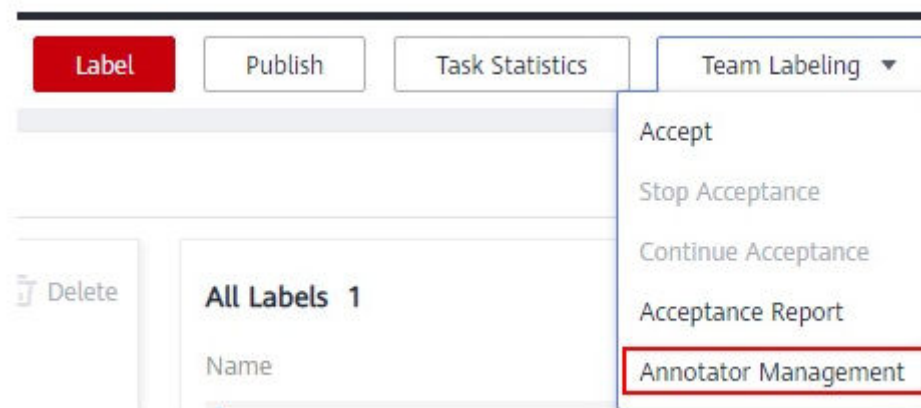 Label Publish Task Statistics Team Labeling
Accept
Stop Acceptance
Continue Acceptance
Delete
All Labels 1
Acceptance Report
Name
Annotator Management